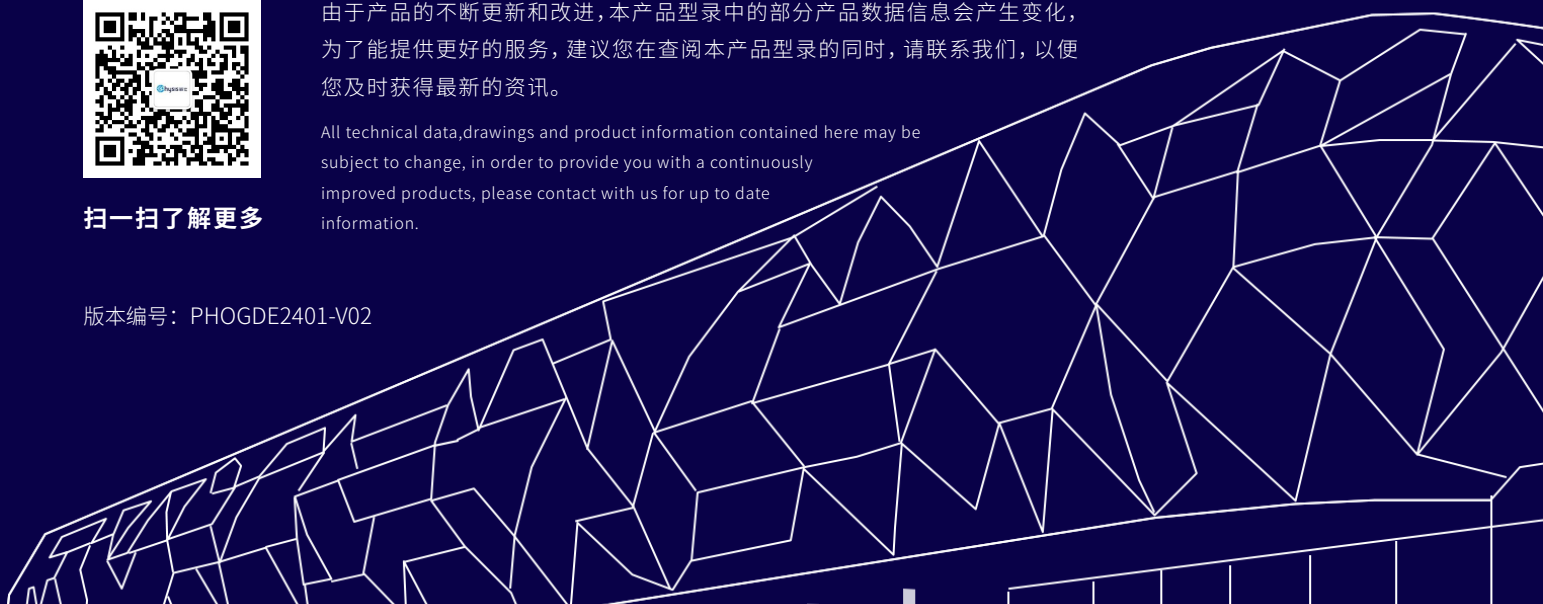 由于产品的不断更新和改进，本产品型录中的部分产品数据信息会产生变化，
为了能提供更好的服务，建议您在查阅本产品型录的同时，请联系我们，以便
您及时获得最新的资讯。
All technical data,drawings and product information contained here may be
subject to change, in order to provide you with a continuously
improved products, please contact with us for up to date
information.
扫一扫了解更多
版本编号：PHOGDE2401-V02